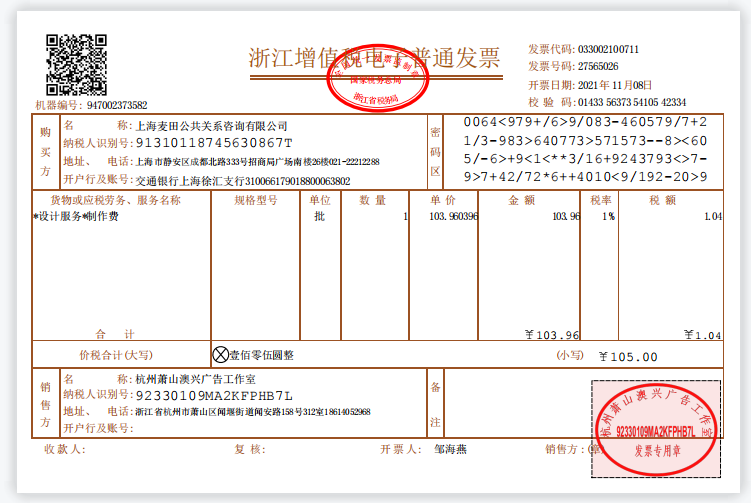 浙江增值税电子普通发票
全国统一发票监制章
国家税务总局
浙江省税务局
机器编号: 947002373582
发票代码: 033002100711
发票号码: 27565026
开票日期: 2021年11月08日
校 验 码: 01433 56373 54105 42334
购买方
名 称: 上海麦田公共关系咨询有限公司
纳税人识别号: 91310118745630867T
地址、 电话: 上海市静安区成都北路333号招商局广场南楼26楼021-22212288
开户行及账号: 交通银行上海徐汇支行310066179018800063802
密码区
0064<979+/6>9/083-460579/7+21/3-983>640773>571573--8><605/-6>+9<1<**3/16+9243793<>7-9>7+42/72*6++4010<9/192-20>9
货物或应税劳务、服务名称 规格型号 单位 数 量 单 价 金 额 税率 税 额
*设计服务*制作费 批 1 103.960396 103.96 1% 1.04
合 计 ￥103.96 ￥1.04
价税合计(大写) ⊗壹佰零伍圆整 (小写) ￥105.00
销售方
名 称: 杭州萧山澳兴广告工作室
纳税人识别号: 92330109MA2KFPHB7L
地址、 电话: 浙江省杭州市萧山区闻堰街道闻安路158号312室18614052968
开户行及账号:
备注
杭州萧山澳兴广告工作室
92330109MA2KFPHB7L
发票专用章
收 款 人: 复 核: 开 票 人: 邹海燕 销售方: (章)